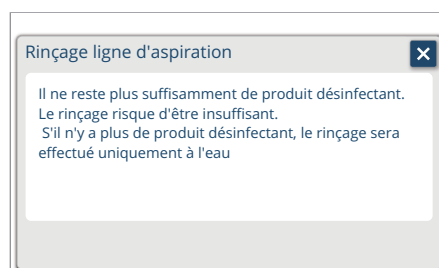 Rinçage ligne d'aspiration
Il ne reste plus suffisamment de produit désinfectant.
Le rinçage risque d'être insuffisant.
S'il n'y a plus de produit désinfectant, le rinçage sera
effectué uniquement à l'eau